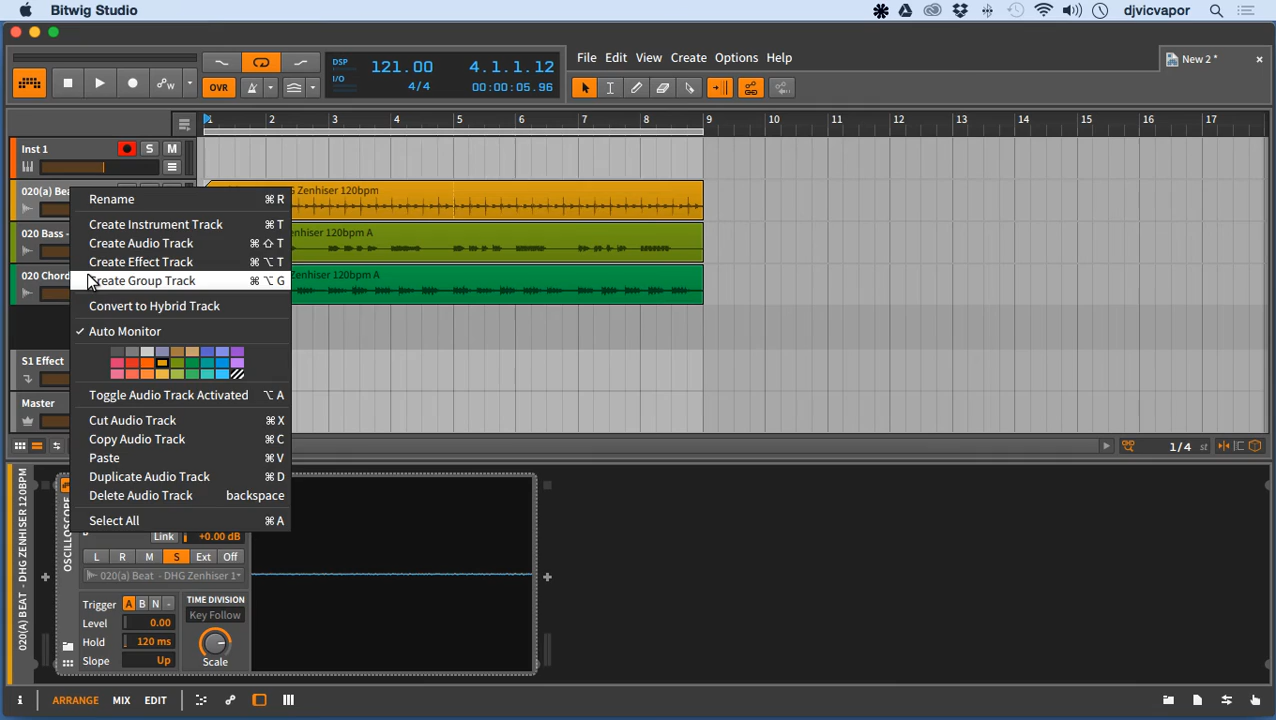 Bitwig Studio
djvicvapor
File Edit View Create Options Help
New 2 *
DSP
I/O
121.00
4/4
4.1.1.12
00:00:05.96
OVR
1 2 3 4 5 6 7 8 9 10 11 12 13 14 15 16 17
Inst 1
S M
020(a) Bea
G Zenhiser 120bpm
020 Bass -
nhiser 120bpm A
020 Chord
Zenhiser 120bpm A
S1 Effect
Master
Rename ⌘ R
Create Instrument Track ⌘ T
Create Audio Track ⌘ ⇧ T
Create Effect Track ⌘ ⌥ T
Create Group Track ⌘ ⌥ G
Convert to Hybrid Track
✓ Auto Monitor
Toggle Audio Track Activated ⌥ A
Cut Audio Track ⌘ X
Copy Audio Track ⌘ C
Paste ⌘ V
Duplicate Audio Track ⌘ D
Delete Audio Track backspace
Select All ⌘ A
1/4 st
020(A) BEAT - DHG ZENHISER 120BPM
OSCILLOSCOPE
B
Link +0.00 dB
L R M S Ext Off
020(a) Beat - DHG Zenhiser 1
Trigger A B N -
TIME DIVISION
Level 0.00
Key Follow
Hold 120 ms
Slope Up
Scale
i ARRANGE MIX EDIT